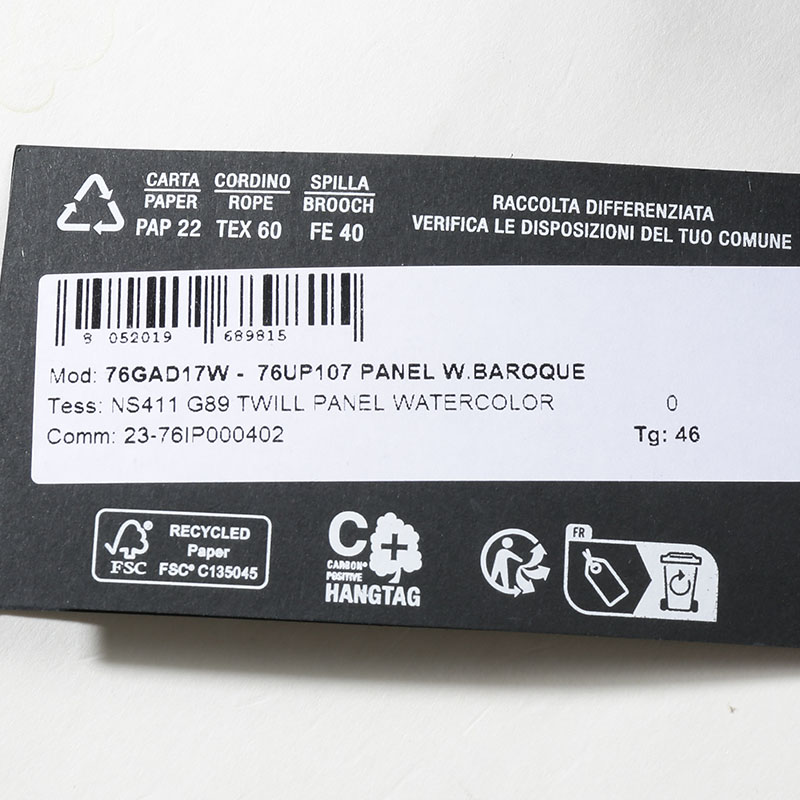 CARTA CORDINO SPILLA
PAPER ROPE BROOCH
PAP 22 TEX 60 FE 40
RACCOLTA DIFFERENZIATA
VERIFICA LE DISPOSIZIONI DEL TUO COMUNE
8 052019 689815
Mod: 76GAD17W - 76UP107 PANEL W.BAROQUE
Tess: NS411 G89 TWILL PANEL WATERCOLOR 0
Comm: 23-76IP000402 Tg: 46
FSC
RECYCLED
Paper
FSC® C135045
C+
CARBON®
POSITIVE
HANGTAG
FR